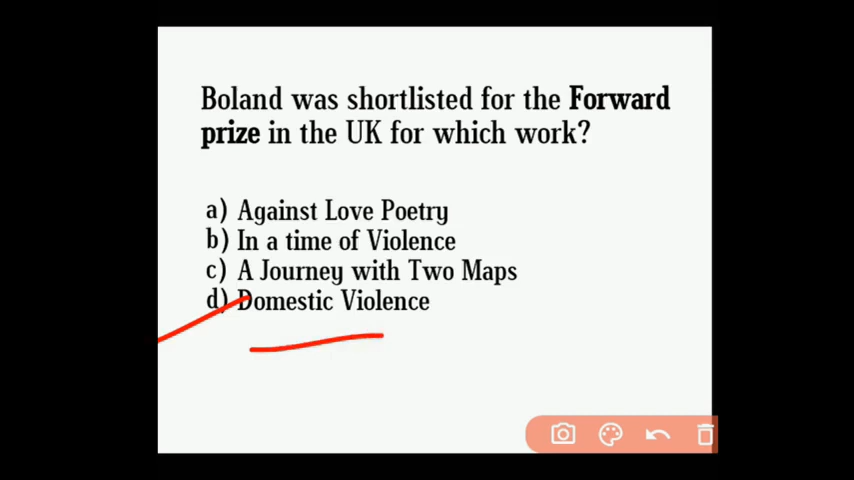 Boland was shortlisted for the Forward
prize in the UK for which work?
a) Against Love Poetry
b) In a time of Violence
c) A Journey with Two Maps
d) Domestic Violence